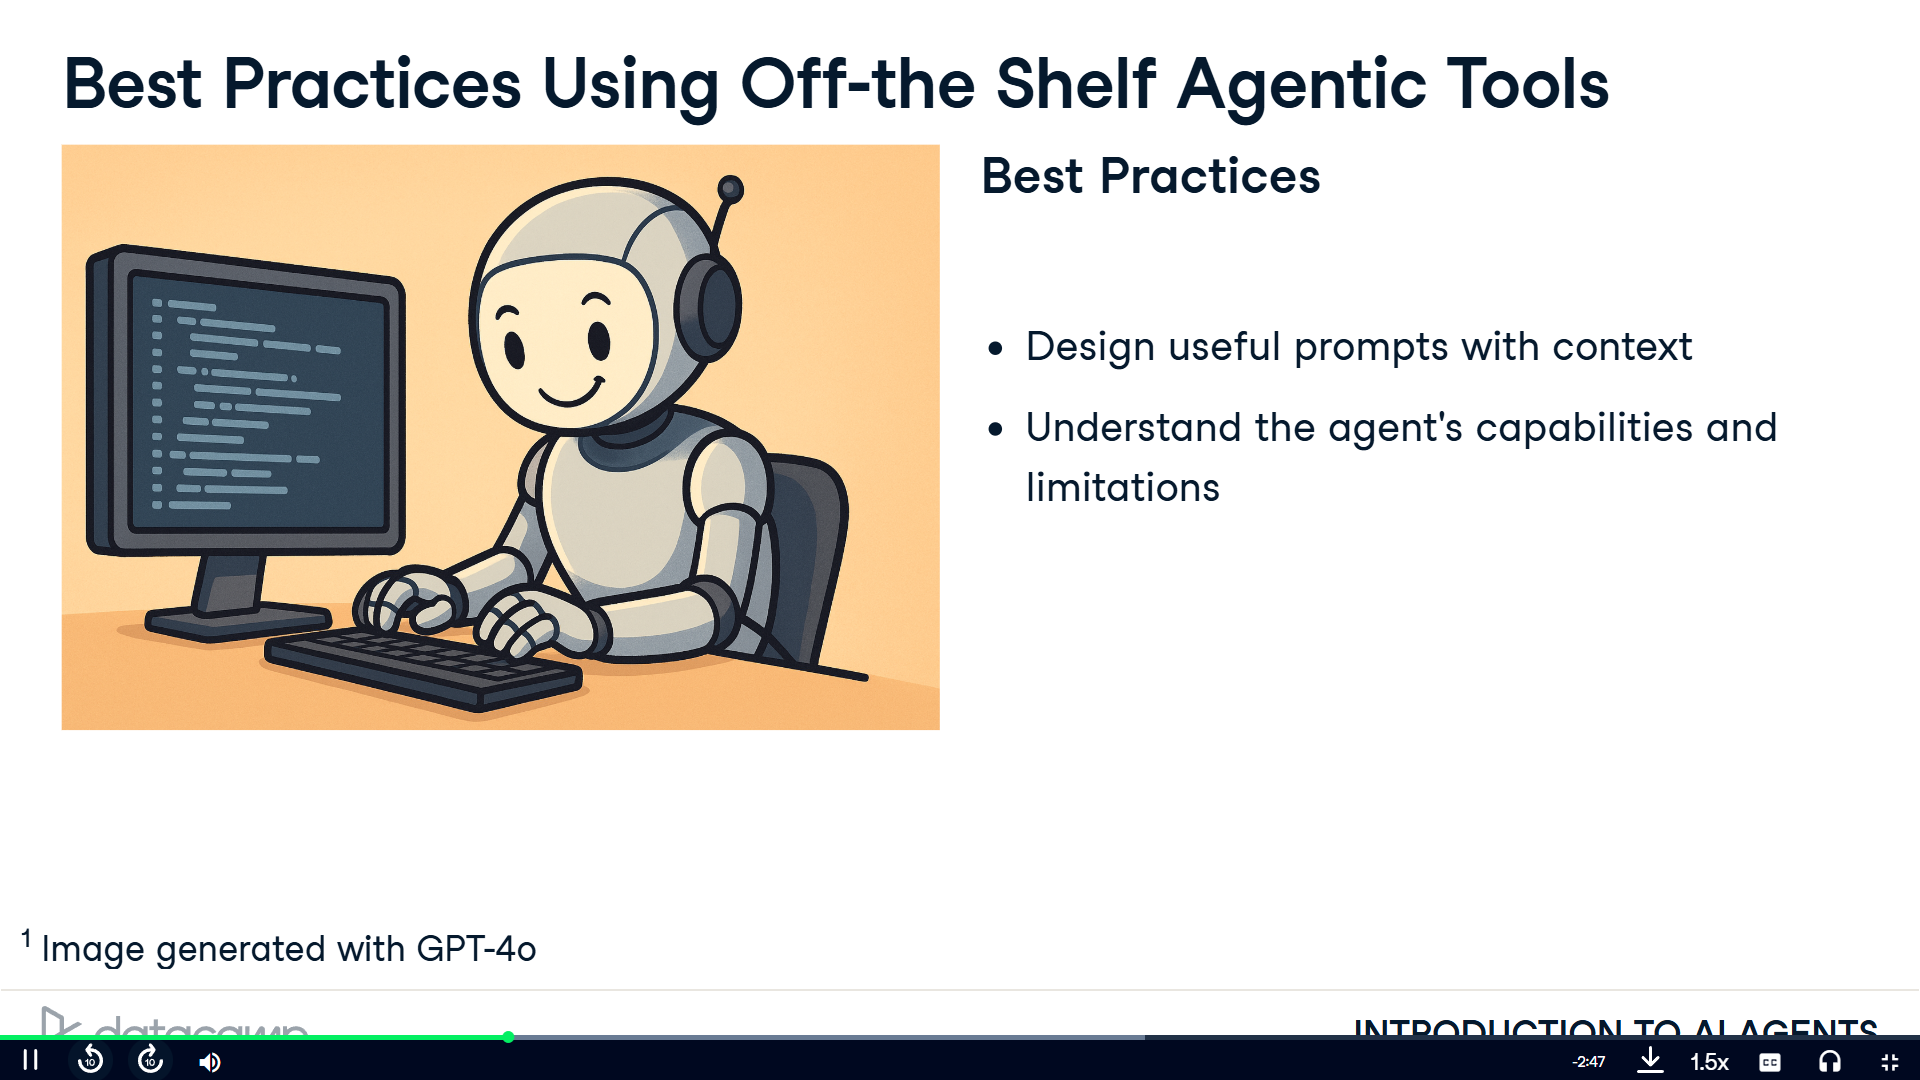 Best Practices Using Off-the Shelf Agentic Tools
Best Practices
• Design useful prompts with context
• Understand the agent's capabilities and
limitations
1 Image generated with GPT-4o
datacamp
INTRODUCTION TO AI AGENTS
10
10
-2:47
1.5x
CC